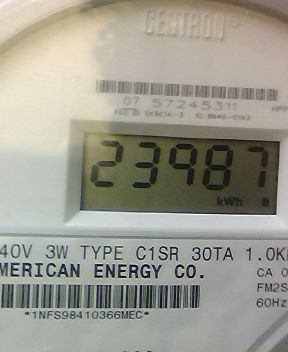 CENTRON
07 57245311
23987
kWh
40V 3W TYPE C1SR 30TA 1.0K
MERICAN ENERGY CO.
CA 0
FM2S
60Hz
*1NFS98410366MEC*